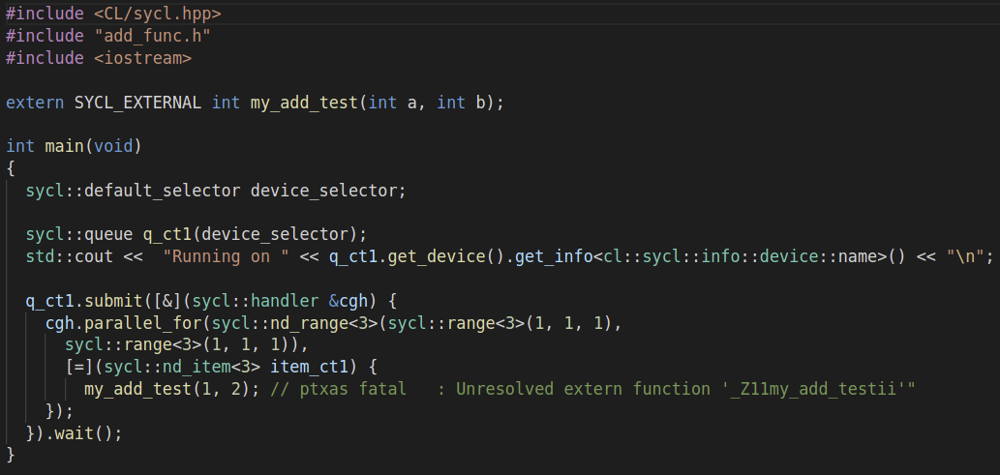 #include <CL/sycl.hpp>
#include "add_func.h"
#include <iostream>
extern SYCL_EXTERNAL int my_add_test(int a, int b);
int main(void)
{
sycl::default_selector device_selector;
sycl::queue q_ct1(device_selector);
std::cout << "Running on " << q_ct1.get_device().get_info<cl::sycl::info::device::name>() << "\n";
q_ct1.submit([&](sycl::handler &cgh) {
cgh.parallel_for(sycl::nd_range<3>(sycl::range<3>(1, 1, 1),
sycl::range<3>(1, 1, 1)),
[=](sycl::nd_item<3> item_ct1) {
my_add_test(1, 2); // ptxas fatal   : Unresolved extern function '_Z11my_add_testii'"
});
}).wait();
}